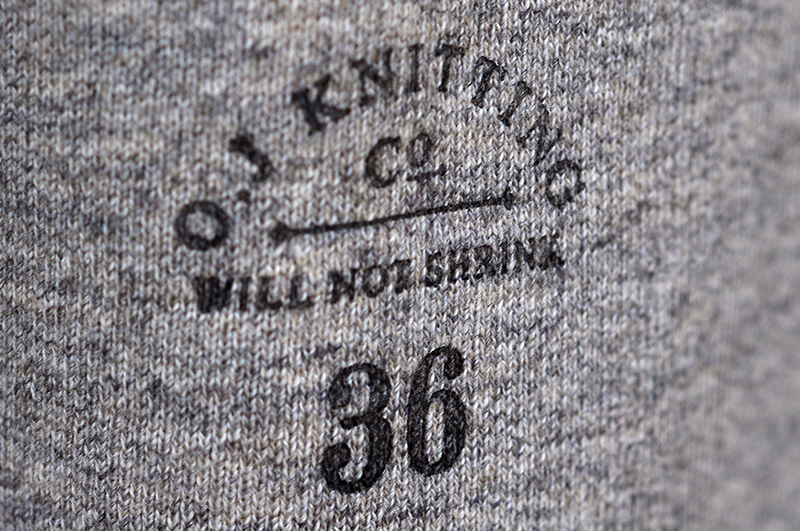 O.J KNITTING
Co
WILL NOT SHRINK
36